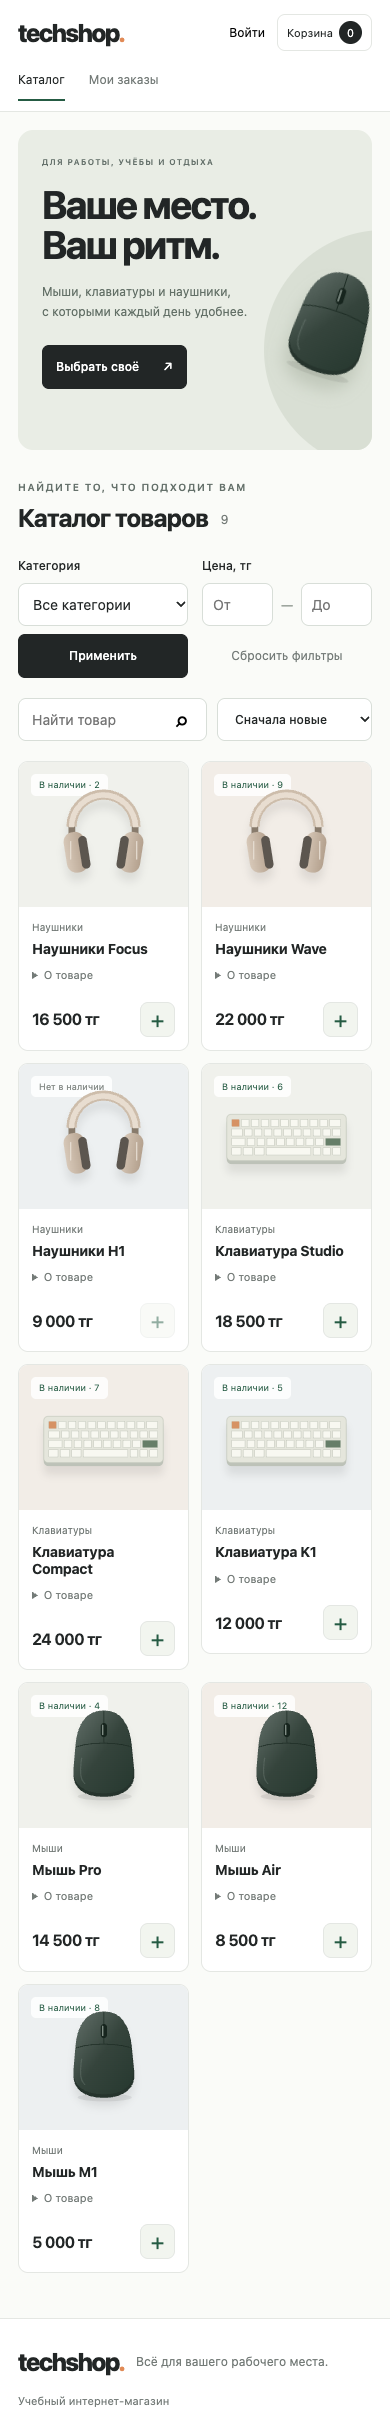 techshop.
Войти
Корзина 0
Каталог
Мои заказы
ДЛЯ РАБОТЫ, УЧЁБЫ И ОТДЫХА
Ваше место.
Ваш ритм.
Мыши, клавиатуры и наушники,
с которыми каждый день удобнее.
Выбрать своё ↗
НАЙДИТЕ ТО, ЧТО ПОДХОДИТ ВАМ
Каталог товаров 9
Категория
Цена, тг
Все категории
От — До
Применить
Сбросить фильтры
Найти товар
Сначала новые
В наличии · 2
Наушники
Наушники Focus
О товаре
16 500 тг
+
В наличии · 9
Наушники
Наушники Wave
О товаре
22 000 тг
+
Нет в наличии
Наушники
Наушники H1
О товаре
9 000 тг
+
В наличии · 6
Клавиатуры
Клавиатура Studio
О товаре
18 500 тг
+
В наличии · 7
Клавиатуры
Клавиатура
Compact
О товаре
24 000 тг
+
В наличии · 5
Клавиатуры
Клавиатура K1
О товаре
12 000 тг
+
В наличии · 4
Мыши
Мышь Pro
О товаре
14 500 тг
+
В наличии · 12
Мыши
Мышь Air
О товаре
8 500 тг
+
В наличии · 8
Мыши
Мышь M1
О товаре
5 000 тг
+
techshop.
Всё для вашего рабочего места.
Учебный интернет-магазин